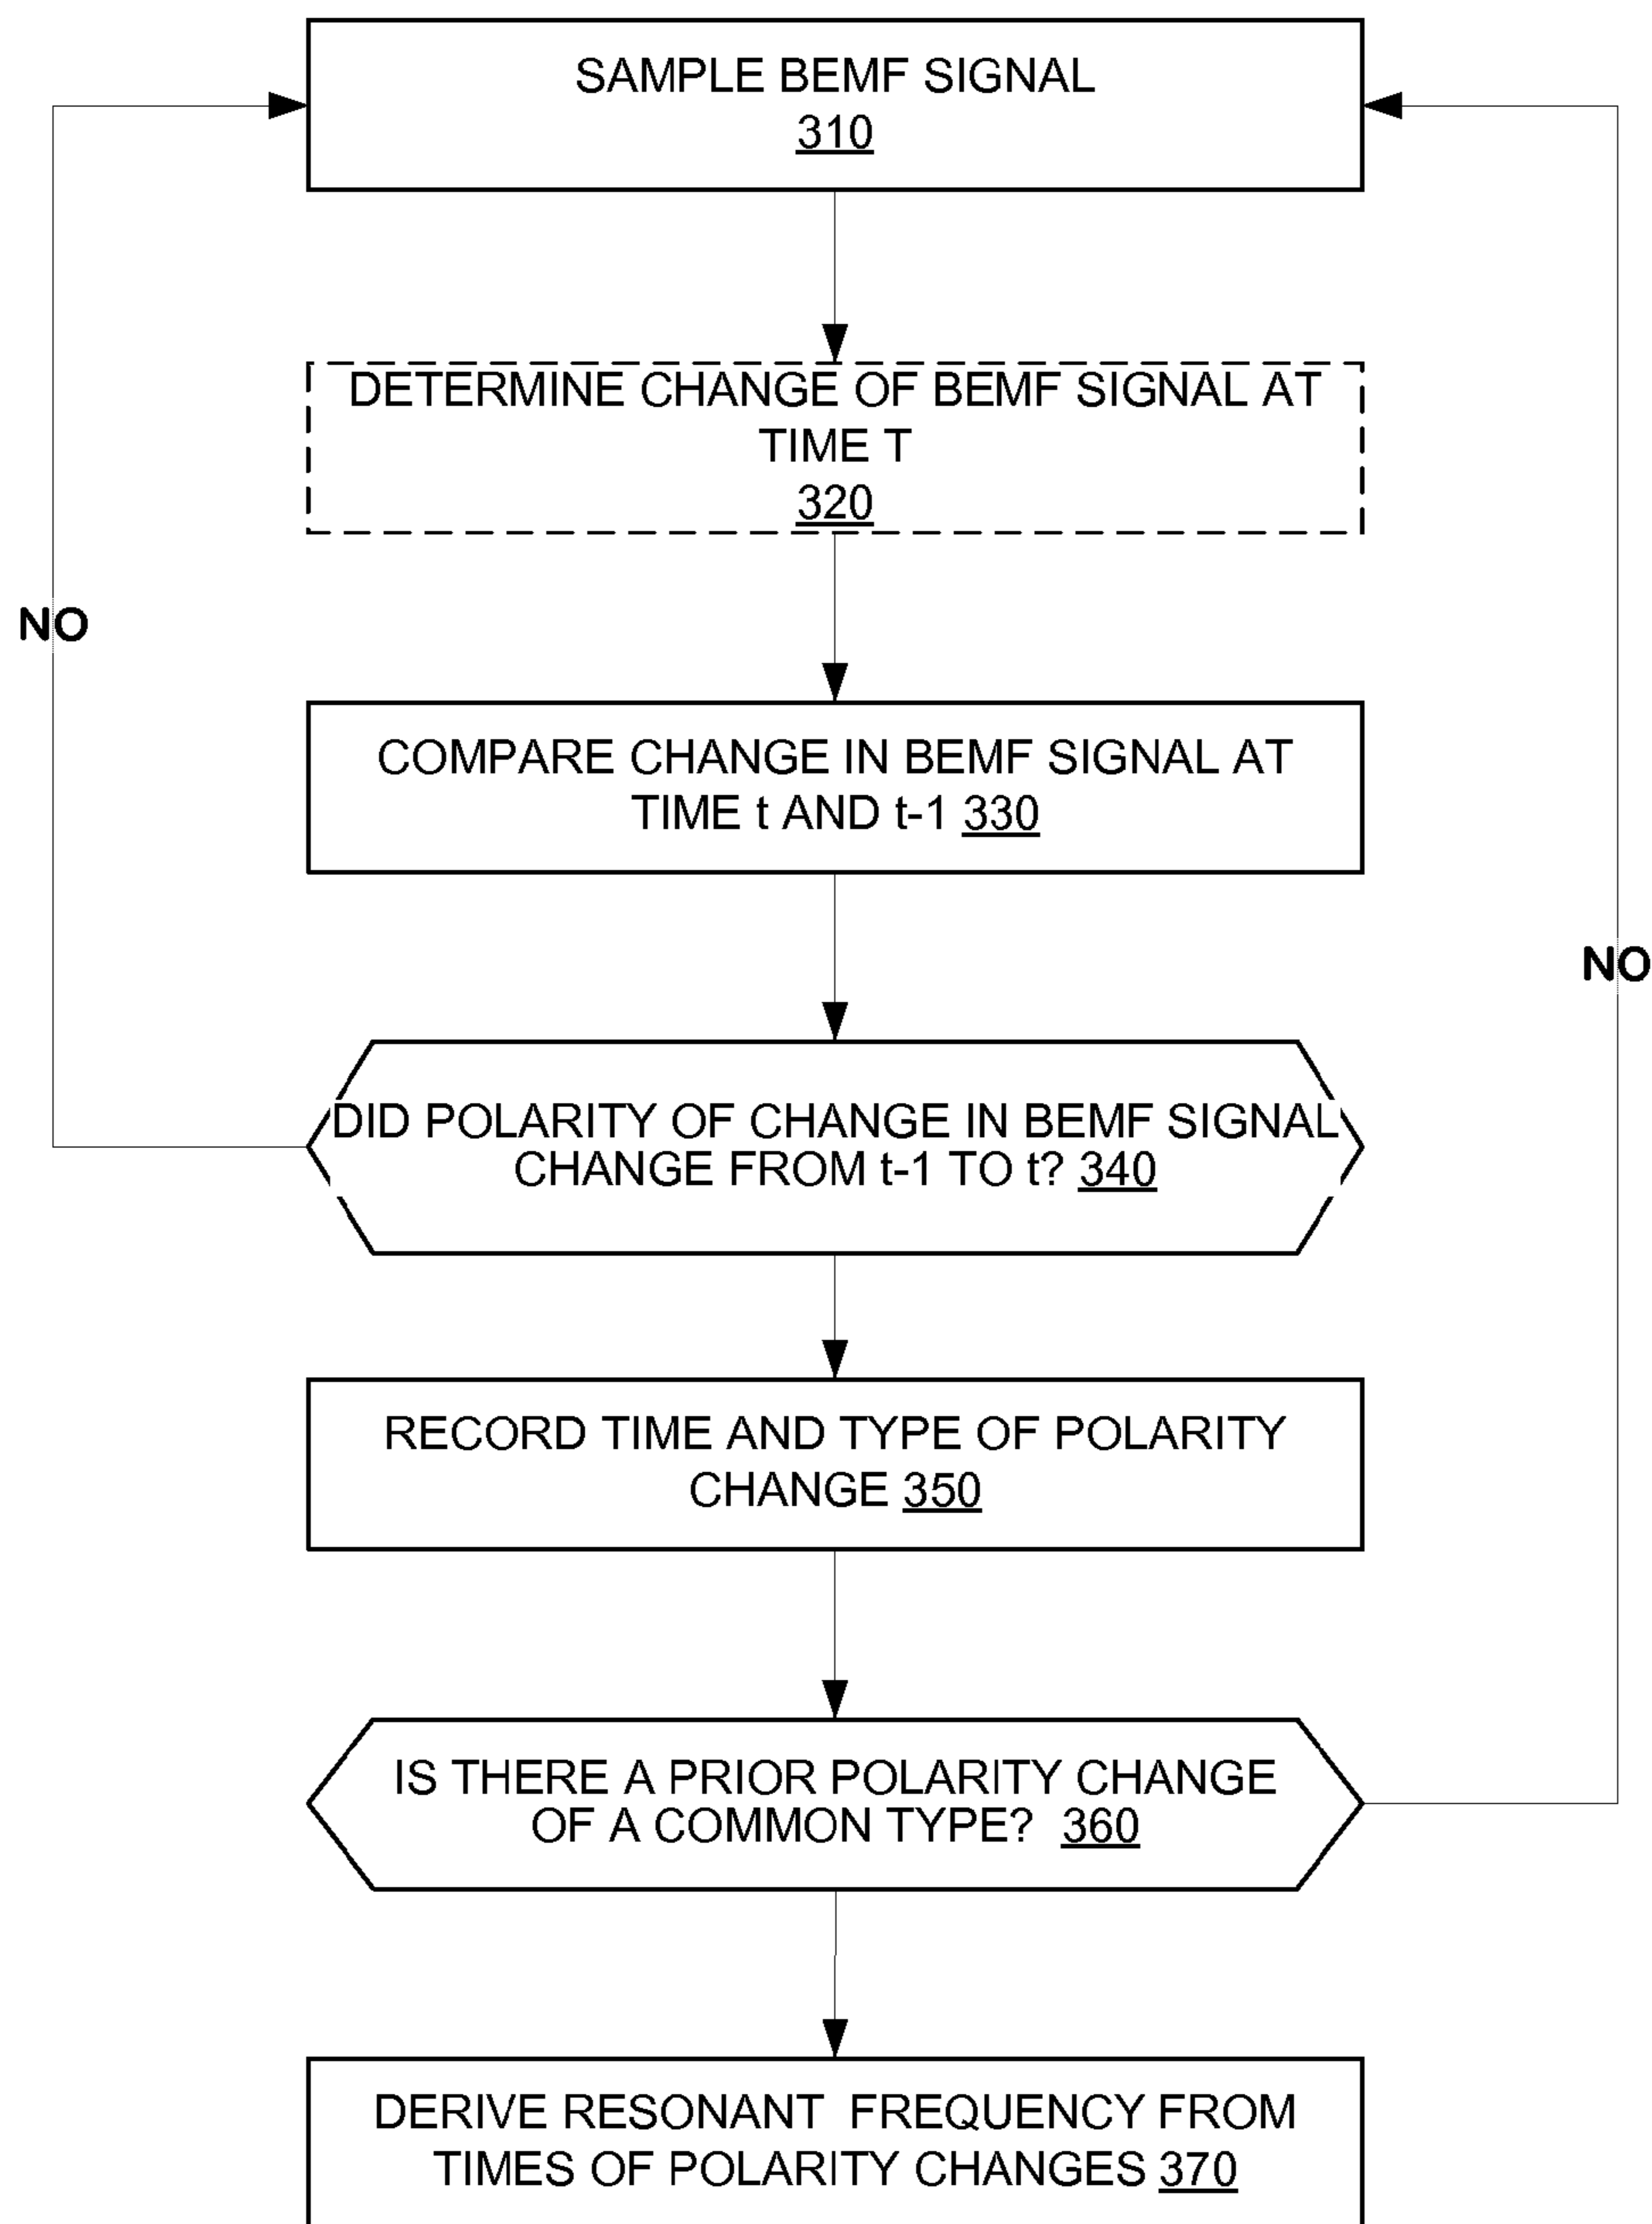 SAMPLE BEMF SIGNAL
310
DETERMINE CHANGE OF BEMF SIGNAL AT
TIME T
320
NO
COMPARE CHANGE IN BEMF SIGNAL AT
TIME t AND t-1 330
NO
DID POLARITY OF CHANGE IN BEMF SIGNAL
CHANGE FROM t-1 TO t? 340
RECORD TIME AND TYPE OF POLARITY
CHANGE 350
IS THERE A PRIOR POLARITY CHANGE
OF A COMMON TYPE? 360
DERIVE RESONANT FREQUENCY FROM
TIMES OF POLARITY CHANGES 370